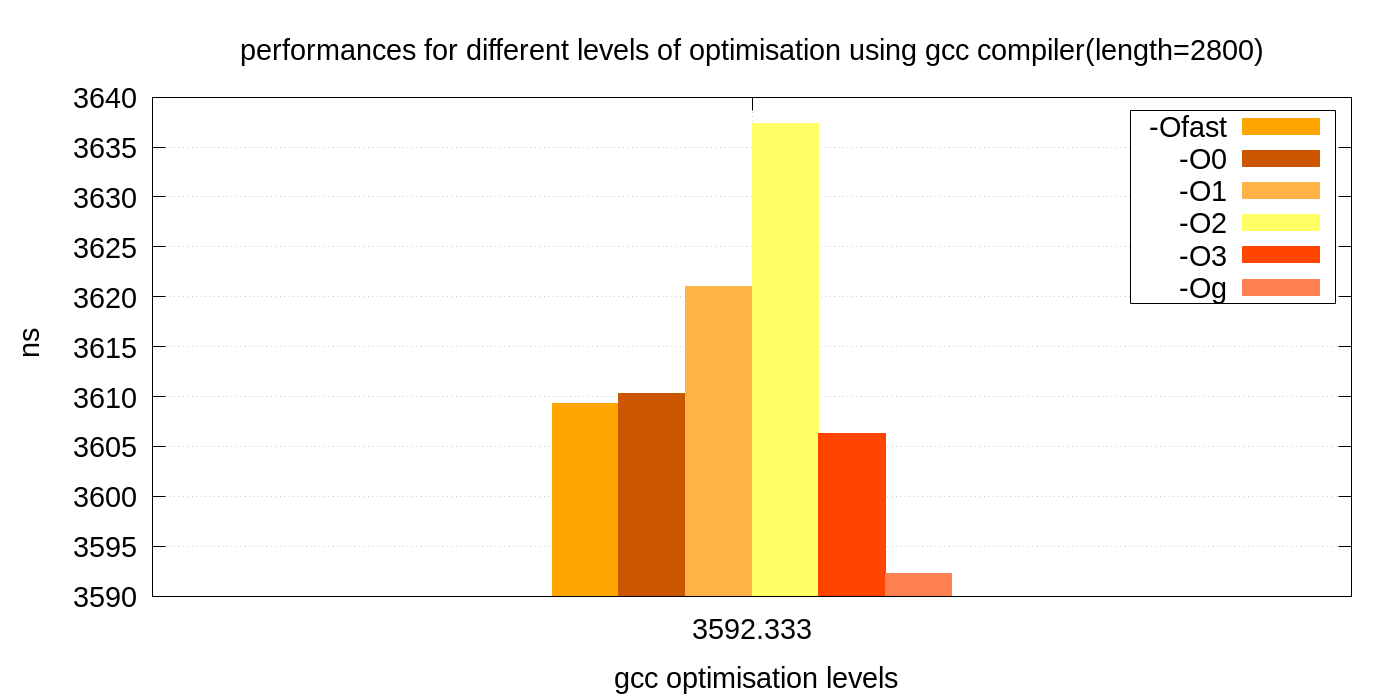 performances for different levels of optimisation using gcc compiler(length=2800)
3640
3635
3630
3625
3620
3615
3610
3605
3600
3595
3590
ns
-Ofast
-O0
-O1
-O2
-O3
-Og
3592.333
gcc optimisation levels